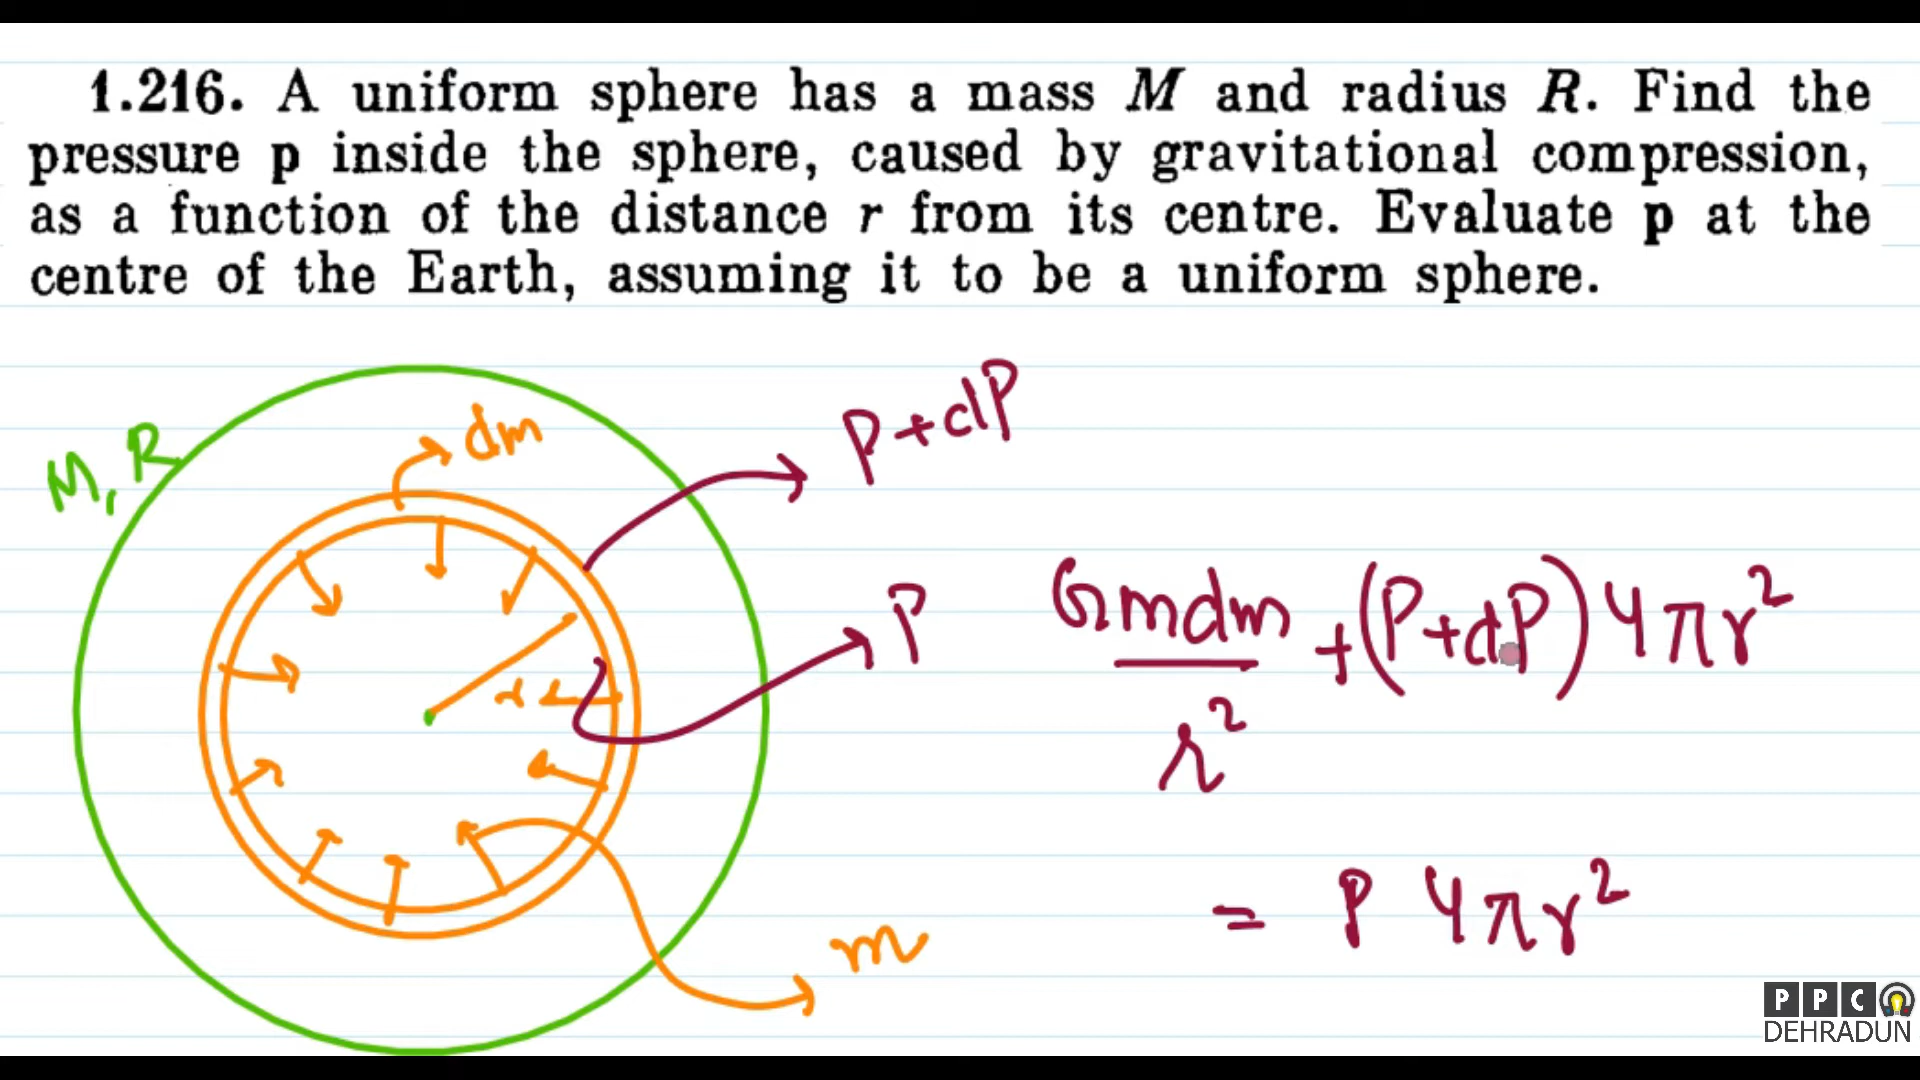 1.216. A uniform sphere has a mass M and radius R. Find the
pressure p inside the sphere, caused by gravitational compression,
as a function of the distance r from its centre. Evaluate p at the
centre of the Earth, assuming it to be a uniform sphere.
M, R
dm
P+dP
P
r
m
Gmdm/r² + (P+dP) 4πr²
= P 4πr²
PPC
DEHRADUN